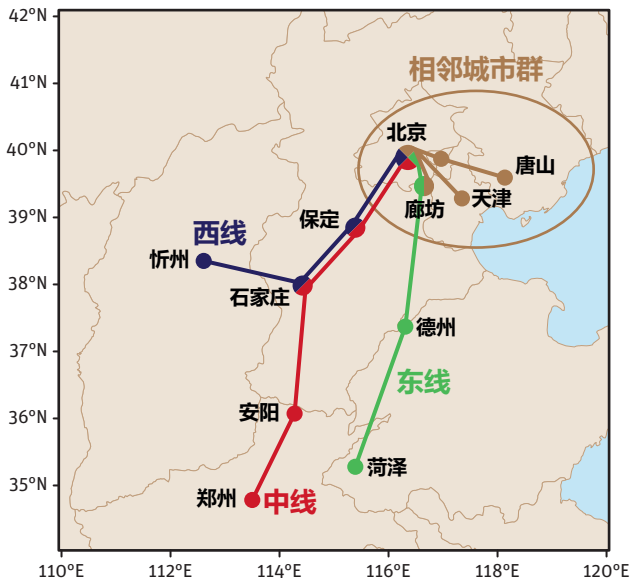 42°N
41°N
相邻城市群
北京
40°N
唐山
天津
廊坊
保定
39°N
西线
忻州
38°N
石家庄
德州
37°N
东线
安阳
36°N
菏泽
35°N
郑州
中线
110°E
112°E
114°E
116°E
118°E
120°E